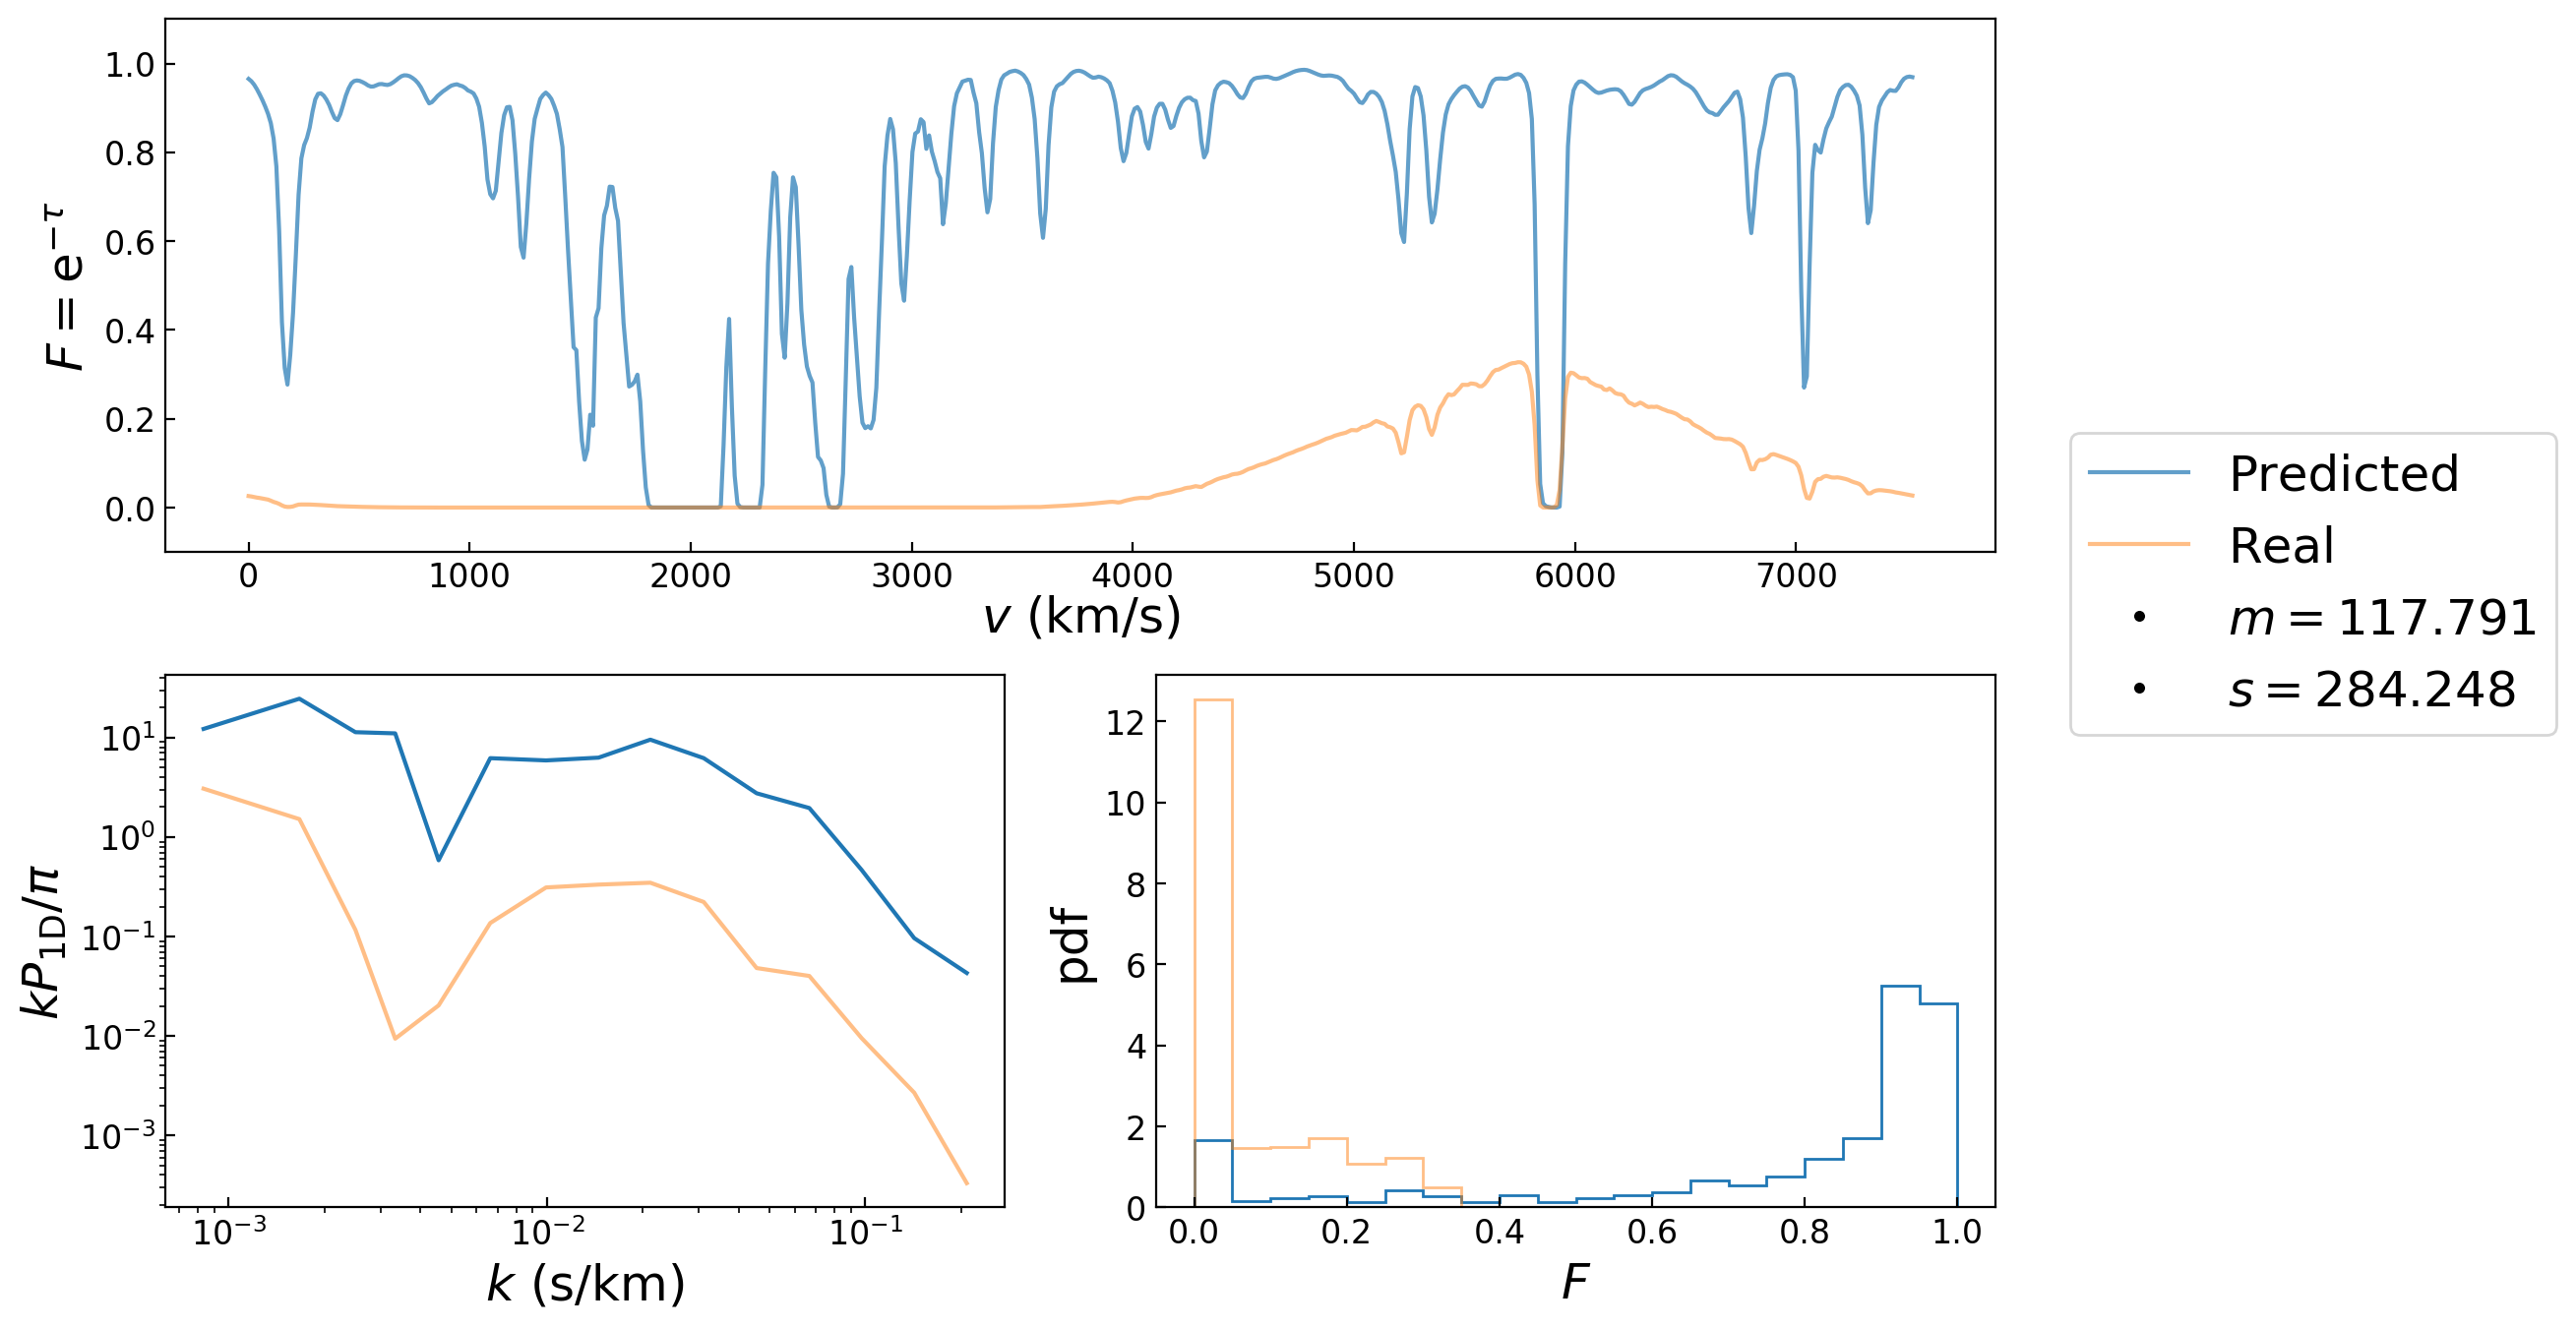 1.0
0.8
0.6
0.4
0.2
0.0
F = e^{−τ}
0 1000 2000 3000 4000 5000 6000 7000
v (km/s)
Predicted
Real
m = 117.791
s = 284.248
10^1
10^0
10^{−1}
10^{−2}
10^{−3}
kP_{1D}/π
10^{−3} 10^{−2} 10^{−1}
k (s/km)
12
10
8
6
4
2
0
pdf
0.0 0.2 0.4 0.6 0.8 1.0
F